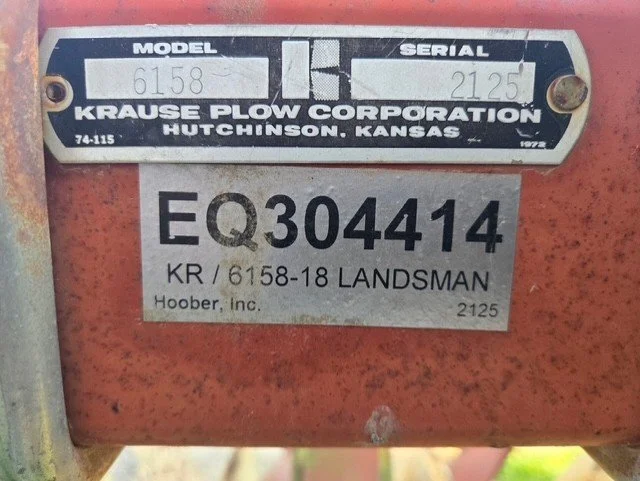 MODEL SERIAL
6158 K 2125
KRAUSE PLOW CORPORATION
HUTCHINSON, KANSAS
74-115 1972
EQ304414
KR / 6158-18 LANDSMAN
Hoober, Inc. 2125